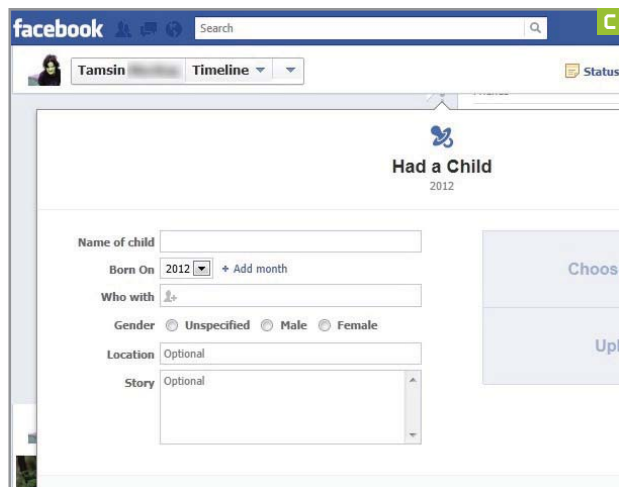 facebook Search C
Tamsin Timeline Status
Had a Child
2012
Name of child
Born On 2012 + Add month
Who with
Gender Unspecified Male Female
Location Optional
Story Optional
Choos
Upl